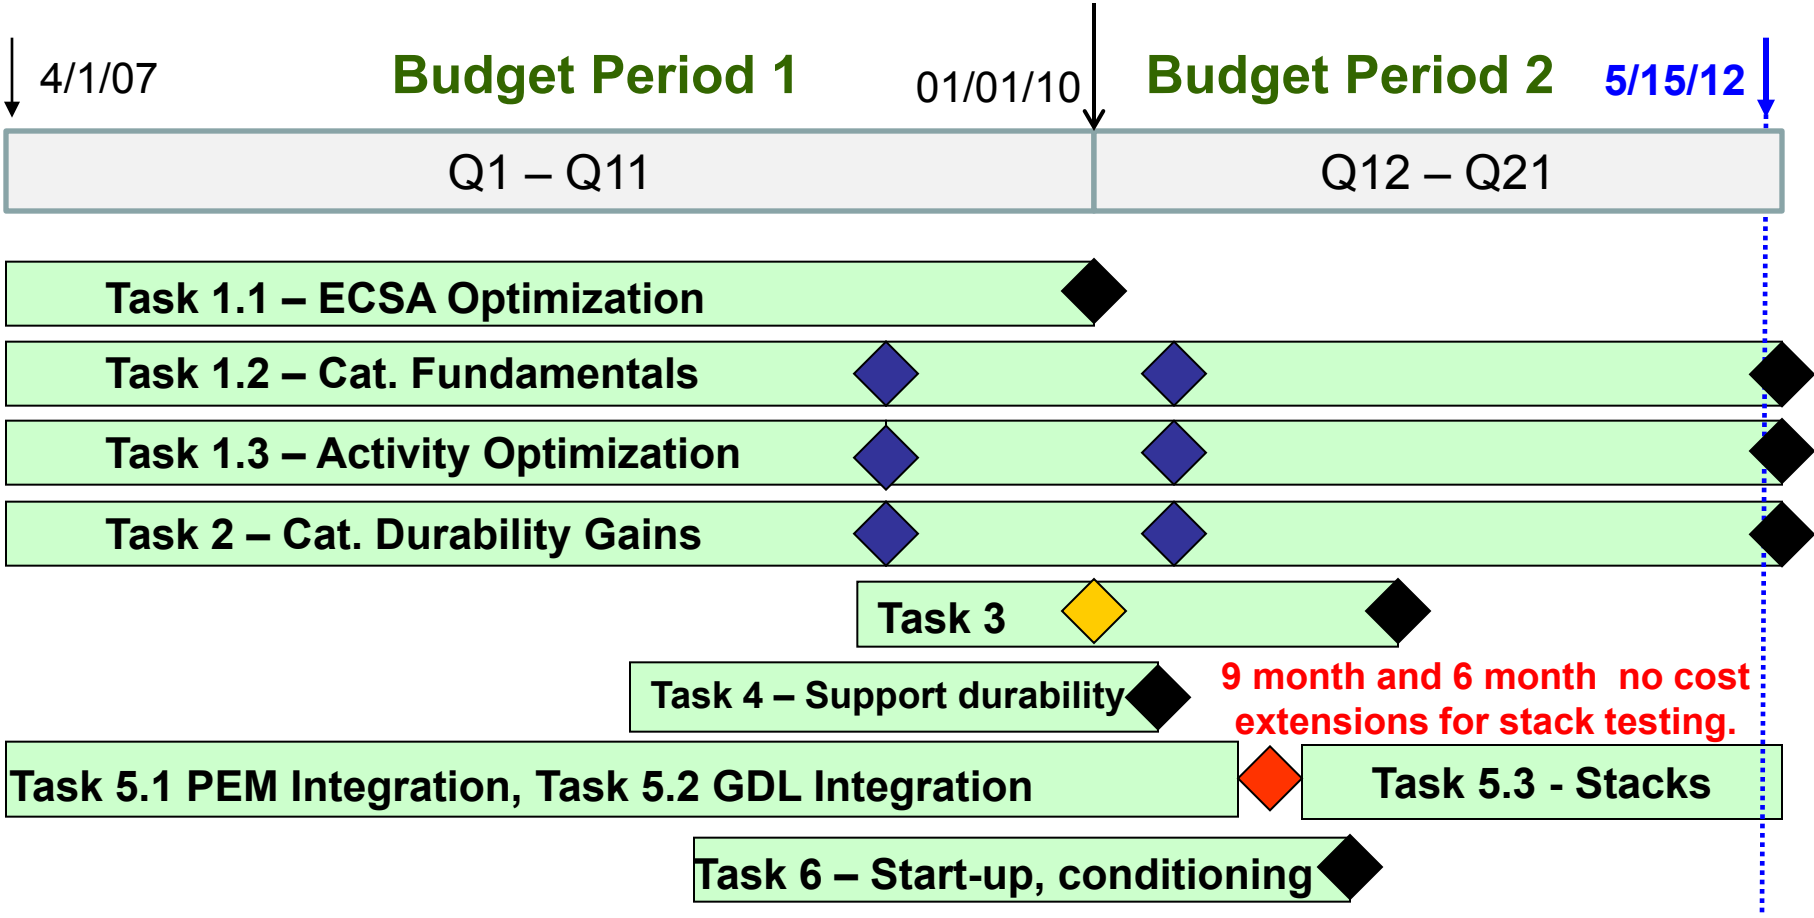 4/1/07
Budget Period 1
01/01/10
Budget Period 2
5/15/12
Q1 – Q11
Q12 – Q21
Task 1.1 – ECSA Optimization
Task 1.2 – Cat. Fundamentals
Task 1.3 – Activity Optimization
Task 2 – Cat. Durability Gains
Task 3
Task 4 – Support durability
9 month and 6 month no cost
extensions for stack testing.
Task 5.1 PEM Integration, Task 5.2 GDL Integration
Task 5.3 - Stacks
Task 6 – Start-up, conditioning